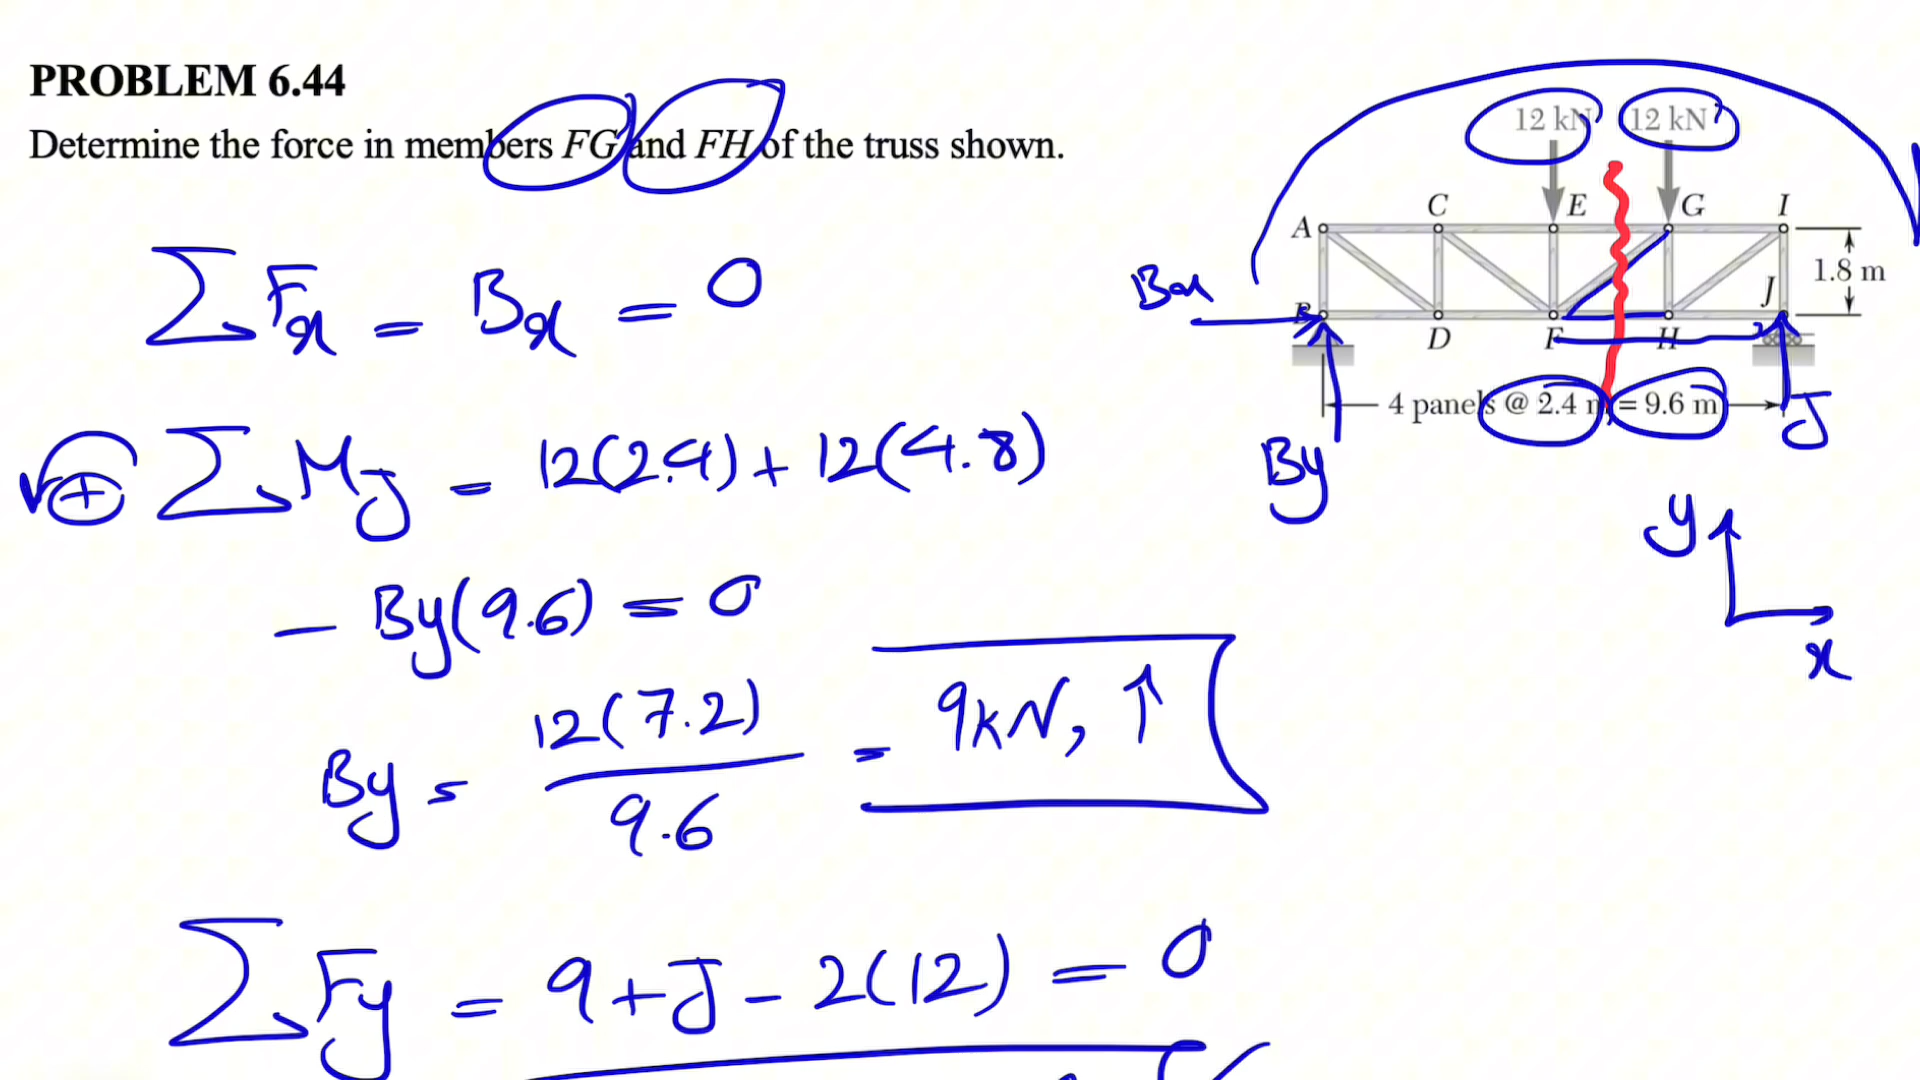 PROBLEM 6.44
Determine the force in members FG and FH of the truss shown.
12 kN 12 kN
A C E G I
1.8 m
B D F H J
4 panels @ 2.4 m = 9.6 m
Bx
By
J
y
x
ΣFx = Bx = 0
+ ΣMJ = 12(2.4) + 12(4.8)
- By(9.6) = 0
By = 12(7.2) / 9.6 = 9kN, ↑
ΣFy = 9 + J - 2(12) = 0